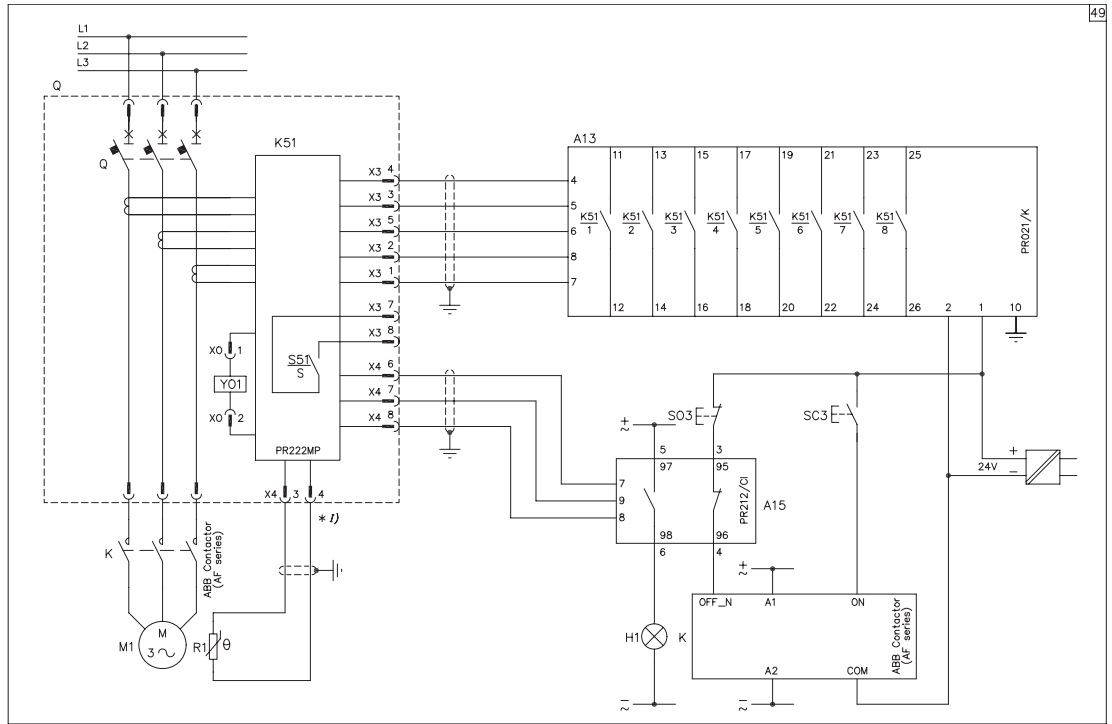 49
L1
L2
L3
Q
Q
K51
X3 4
X3 3
X3 5
X3 2
X3 1
X3 7
X3 8
X4 6
X4 7
X4 8
S51
S
X0 1
Y01
X0 2
PR222MP
X4 3 4
* 1)
A13
11 13 15 17 19 21 23 25
4
5
6
8
7
K51 K51 K51 K51 K51 K51 K51 K51
1 2 3 4 5 6 7 8
PR021/K
12 14 16 18 20 22 24 26 2 1 10
SO3
SC3
+
~
5 3
97 95
7
9
8
98 96
6 4
PR212/CI
A15
24V
+
−
K
ABB Contactor
(AF series)
M1
M
3 ~
R1
θ
+
~
OFF_N A1 ON
H1
K
ABB Contactor
(AF series)
A2 COM
−
~
−
~